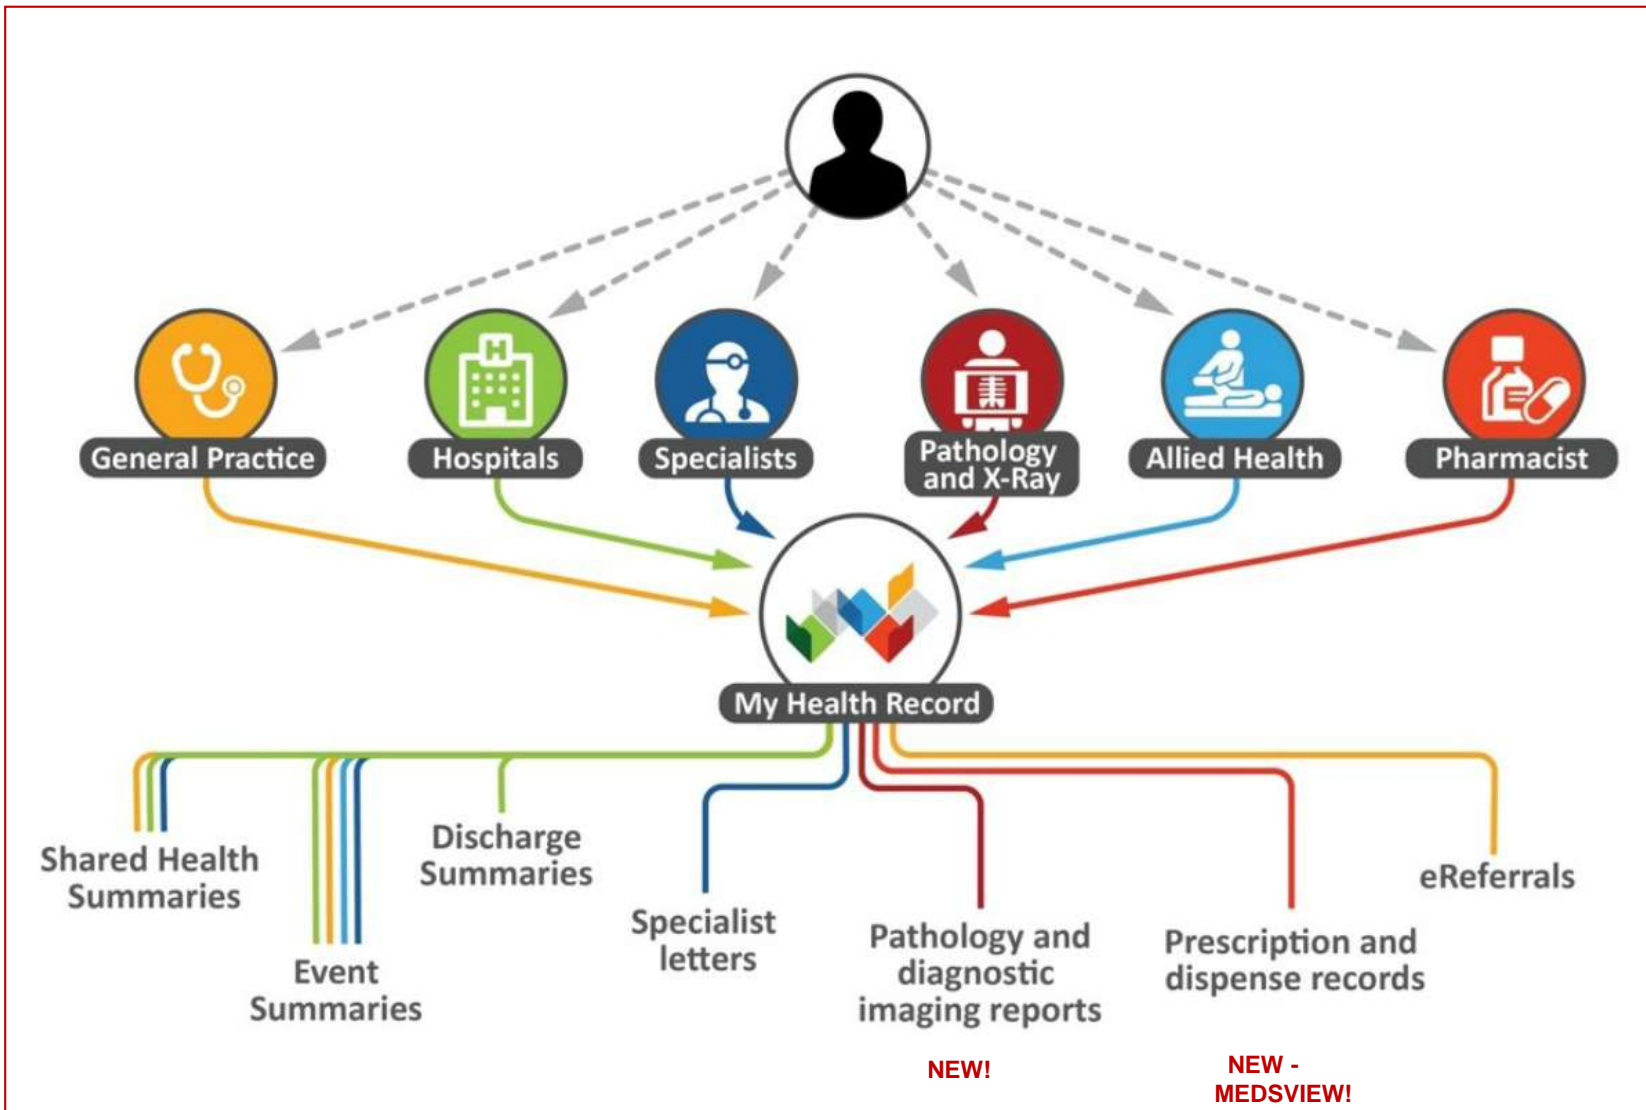 H
General Practice
Hospitals
Specialists
Pathology
and X-Ray
Allied Health
Pharmacist
My Health Record
Shared Health
Summaries
Event
Summaries
Discharge
Summaries
Specialist
letters
Pathology and
diagnostic
imaging reports
NEW!
Prescription and
dispense records
NEW -
MEDSVIEW!
eReferrals